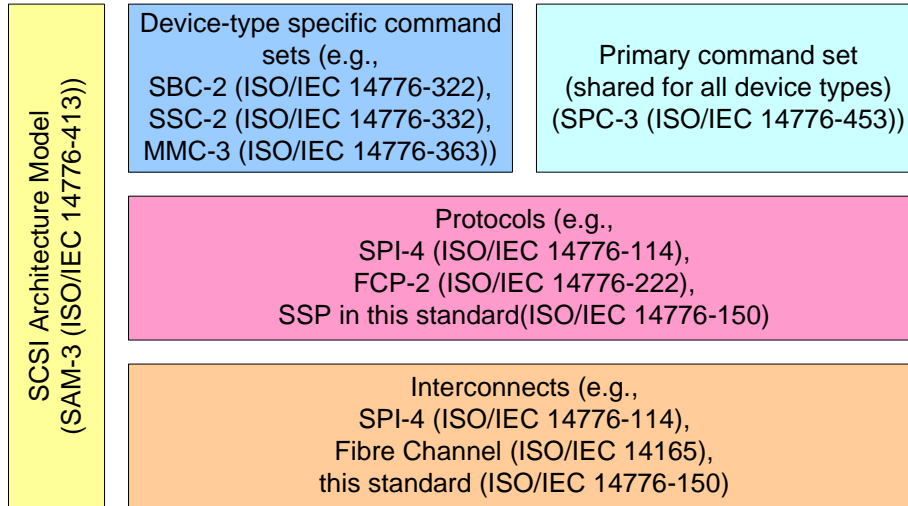 SCSI Architecture Model
(SAM-3 (ISO/IEC 14776-413))
Device-type specific command
sets (e.g.,
SBC-2 (ISO/IEC 14776-322),
SSC-2 (ISO/IEC 14776-332),
MMC-3 (ISO/IEC 14776-363))
Primary command set
(shared for all device types)
(SPC-3 (ISO/IEC 14776-453))
Protocols (e.g.,
SPI-4 (ISO/IEC 14776-114),
FCP-2 (ISO/IEC 14776-222),
SSP in this standard(ISO/IEC 14776-150)
Interconnects (e.g.,
SPI-4 (ISO/IEC 14776-114),
Fibre Channel (ISO/IEC 14165),
this standard (ISO/IEC 14776-150)